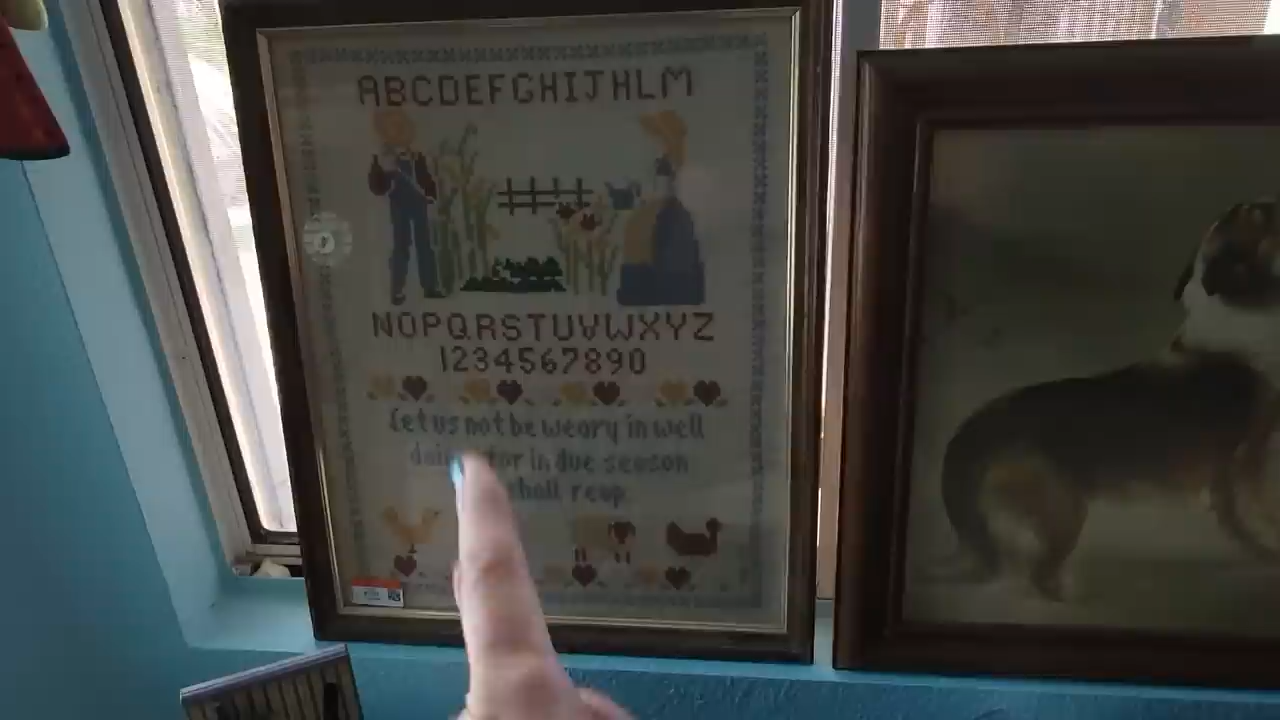 ABCDEFGHIJHLM
NOPQRSTUVWXYZ
1234567890
Let us not be weary in well
for in due season
shall reap